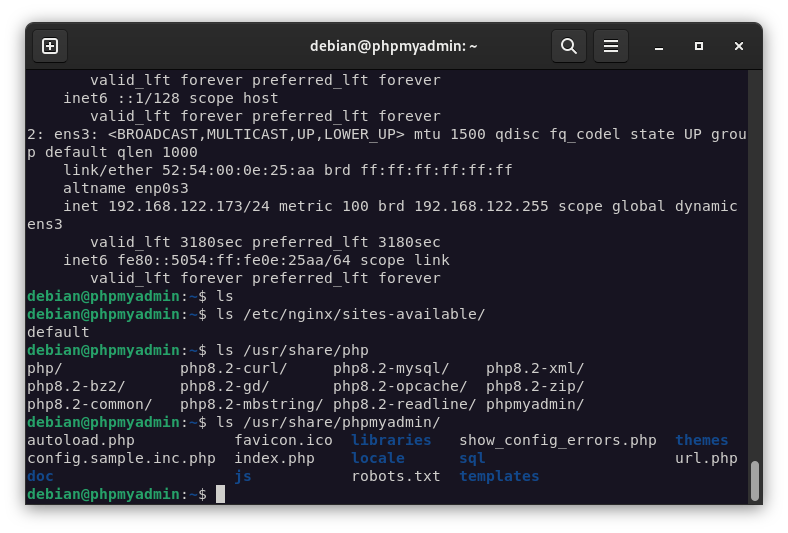 debian@phpmyadmin: ~
valid_lft forever preferred_lft forever
inet6 ::1/128 scope host
valid_lft forever preferred_lft forever
2: ens3: <BROADCAST,MULTICAST,UP,LOWER_UP> mtu 1500 qdisc fq_codel state UP grou
p default qlen 1000
link/ether 52:54:00:0e:25:aa brd ff:ff:ff:ff:ff:ff
altname enp0s3
inet 192.168.122.173/24 metric 100 brd 192.168.122.255 scope global dynamic
ens3
valid_lft 3180sec preferred_lft 3180sec
inet6 fe80::5054:ff:fe0e:25aa/64 scope link
valid_lft forever preferred_lft forever
debian@phpmyadmin:~$ ls
debian@phpmyadmin:~$ ls /etc/nginx/sites-available/
default
debian@phpmyadmin:~$ ls /usr/share/php
php/ php8.2-curl/ php8.2-mysql/ php8.2-xml/
php8.2-bz2/ php8.2-gd/ php8.2-opcache/ php8.2-zip/
php8.2-common/ php8.2-mbstring/ php8.2-readline/ phpmyadmin/
debian@phpmyadmin:~$ ls /usr/share/phpmyadmin/
autoload.php favicon.ico libraries show_config_errors.php themes
config.sample.inc.php index.php locale sql url.php
doc js robots.txt templates
debian@phpmyadmin:~$